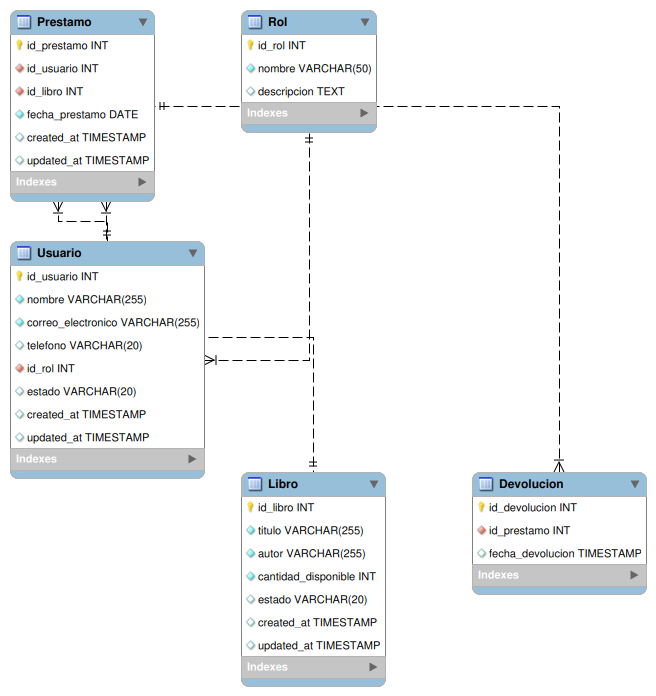 Prestamo
id_prestamo INT
id_usuario INT
id_libro INT
fecha_prestamo DATE
created_at TIMESTAMP
updated_at TIMESTAMP
Indexes
Rol
id_rol INT
nombre VARCHAR(50)
descripcion TEXT
Indexes
Usuario
id_usuario INT
nombre VARCHAR(255)
correo_electronico VARCHAR(255)
telefono VARCHAR(20)
id_rol INT
estado VARCHAR(20)
created_at TIMESTAMP
updated_at TIMESTAMP
Indexes
Libro
id_libro INT
titulo VARCHAR(255)
autor VARCHAR(255)
cantidad_disponible INT
estado VARCHAR(20)
created_at TIMESTAMP
updated_at TIMESTAMP
Indexes
Devolucion
id_devolucion INT
id_prestamo INT
fecha_devolucion TIMESTAMP
Indexes